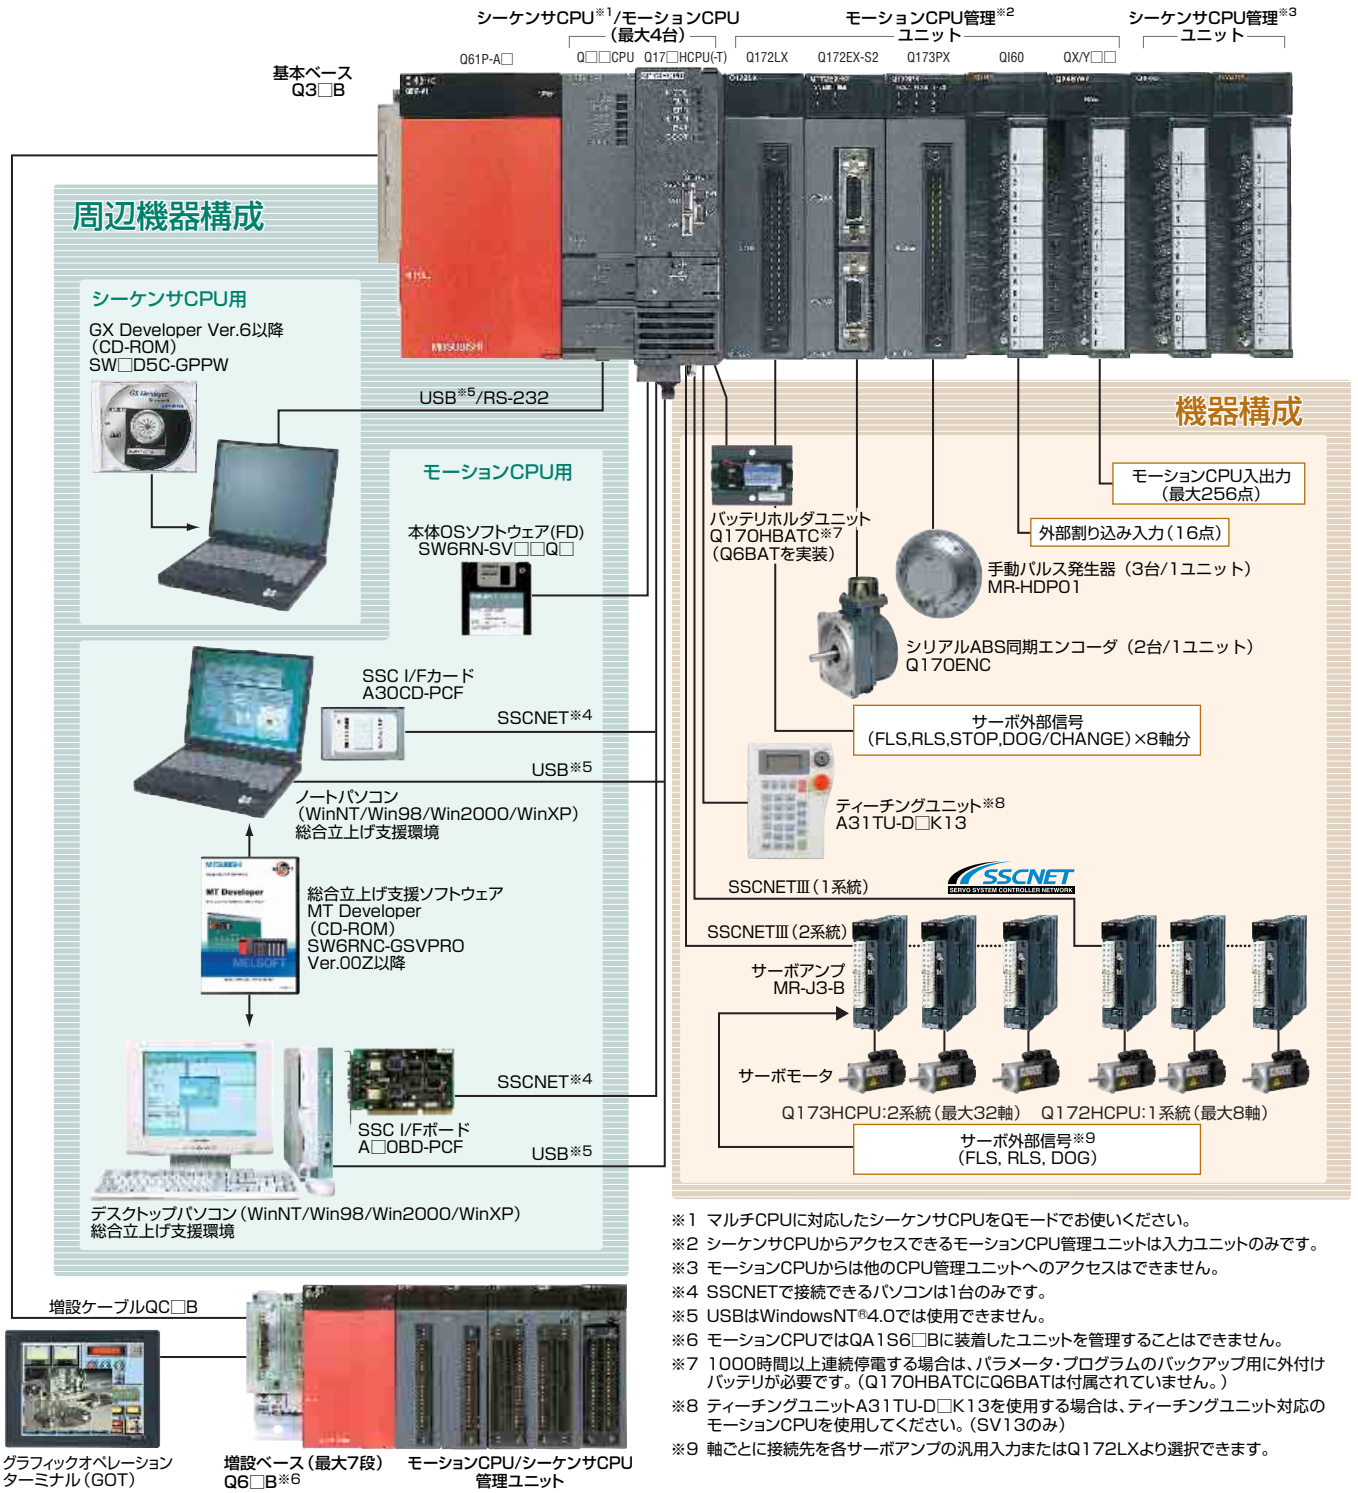 シーケンサCPU※1/モーションCPU
(最大4台)
モーションCPU管理※2
ユニット
シーケンサCPU管理※3
ユニット
基本ベース
Q3□B
Q61P-A□
Q□□CPU
Q17□HCPU(-T)
Q172LX
Q172EX-S2
Q173PX
QI60
QX/Y□□
MITSUBISHI
周辺機器構成
シーケンサCPU用
GX Developer Ver.6以降
(CD-ROM)
SW□D5C-GPPW
USB※5/RS-232
モーションCPU用
本体OSソフトウェア(FD)
SW6RN-SV□□Q□
SSC I/Fカード
A30CD-PCF
SSCNET※4
USB※5
ノートパソコン
(WinNT/Win98/Win2000/WinXP)
総合立上げ支援環境
MITSUBISHI
MT Developer
MELSOFT
総合立上げ支援ソフトウェア
MT Developer
(CD-ROM)
SW6RNC-GSVPRO
Ver.00Z以降
SSCNET※4
SSC I/Fボード
A□0BD-PCF
USB※5
デスクトップパソコン(WinNT/Win98/Win2000/WinXP)
総合立上げ支援環境
機器構成
バッテリホルダユニット
Q170HBATC※7
(Q6BATを実装)
モーションCPU入出力
(最大256点)
外部割り込み入力(16点)
手動パルス発生器(3台/1ユニット)
MR-HDP01
シリアルABS同期エンコーダ(2台/1ユニット)
Q170ENC
サーボ外部信号
(FLS,RLS,STOP,DOG/CHANGE)×8軸分
ティーチングユニット※8
A31TU-D□K13
SSCNET
SERVO SYSTEM CONTROLLER NETWORK
SSCNETⅢ(1系統)
SSCNETⅢ(2系統)
サーボアンプ
MR-J3-B
サーボモータ
Q173HCPU:2系統(最大32軸)
Q172HCPU:1系統(最大8軸)
サーボ外部信号※9
(FLS, RLS, DOG)
増設ケーブルQC□B
グラフィックオペレーション
ターミナル(GOT)
増設ベース(最大7段)
Q6□B※6
モーションCPU/シーケンサCPU
管理ユニット
※1 マルチCPUに対応したシーケンサCPUをQモードでお使いください。
※2 シーケンサCPUからアクセスできるモーションCPU管理ユニットは入力ユニットのみです。
※3 モーションCPUからは他のCPU管理ユニットへのアクセスはできません。
※4 SSCNETで接続できるパソコンは1台のみです。
※5 USBはWindowsNT®4.0では使用できません。
※6 モーションCPUではQA1S6□Bに装着したユニットを管理することはできません。
※7 1000時間以上連続停電する場合は、パラメータ・プログラムのバックアップ用に外付け
バッテリが必要です。(Q170HBATCにQ6BATは付属されていません。)
※8 ティーチングユニットA31TU-D□K13を使用する場合は、ティーチングユニット対応の
モーションCPUを使用してください。(SV13のみ)
※9 軸ごとに接続先を各サーボアンプの汎用入力またはQ172LXより選択できます。